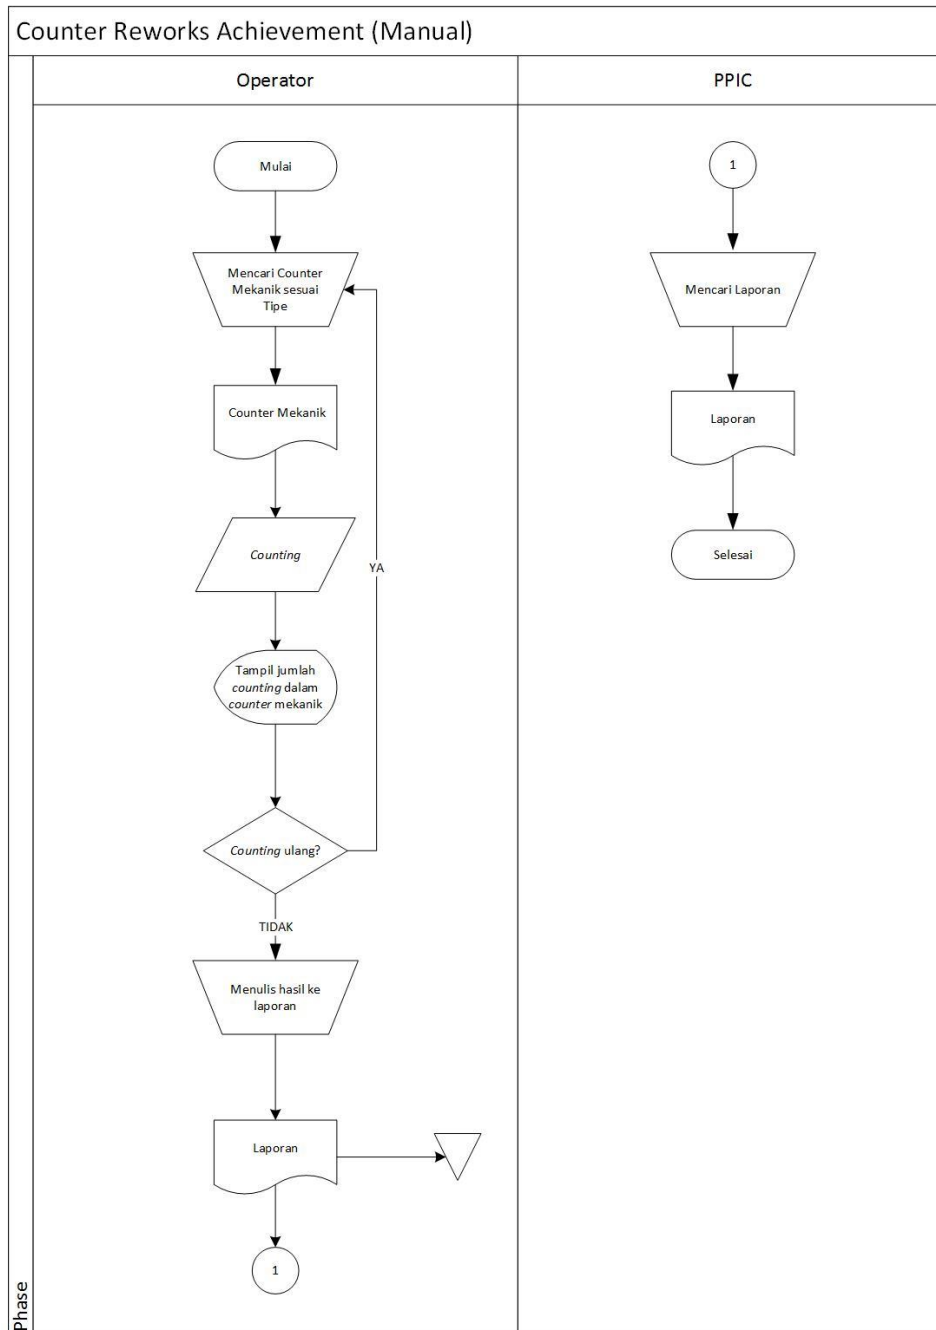 Counter Reworks Achievement (Manual)
Operator
PPIC
Mulai
Mencari Counter
Mekanik sesuai
Tipe
Counter Mekanik
Counting
YA
Tampil jumlah
counting dalam
counter mekanik
Counting ulang?
TIDAK
Menulis hasil ke
laporan
Laporan
1
1
Mencari Laporan
Laporan
Selesai
Phase